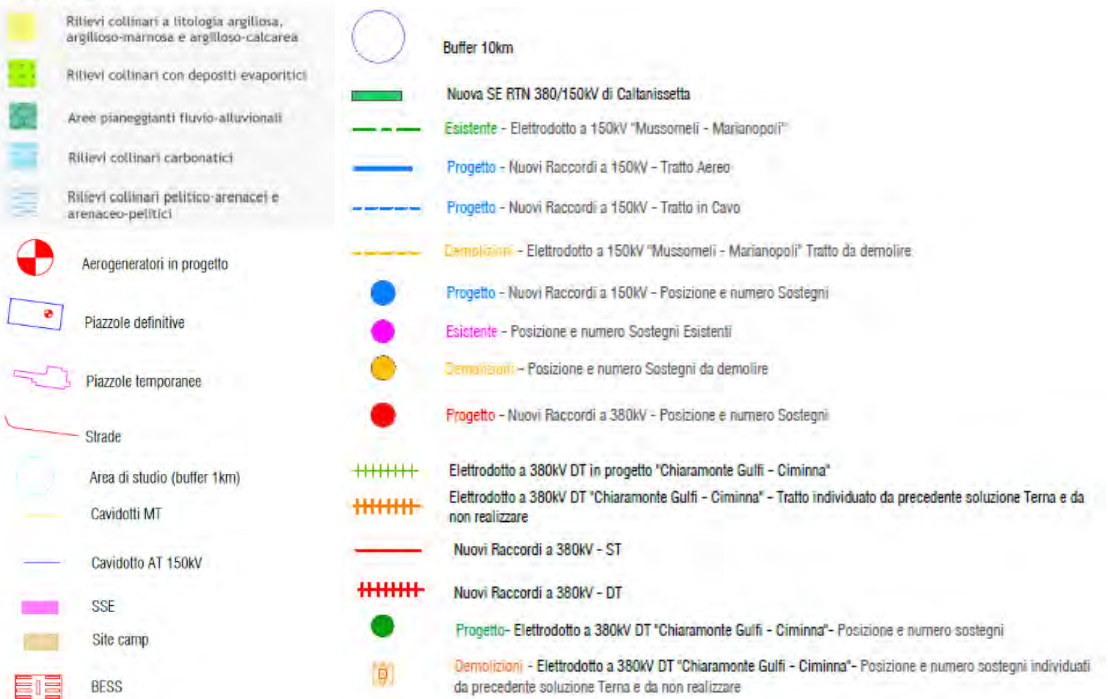 Rilievi collinari a litologia argillosa,
argilloso-marnosa e argilloso-calcarea
Rilievi collinari con depositi evaporitici
Aree pianeggianti fluvio-alluvionali
Rilievi collinari carbonatici
Rilievi collinari pelitico-arenacei e
arenaceo-pelitici
Aerogeneratori in progetto
Piazzole definitive
Piazzole temporanee
Strade
Area di studio (buffer 1km)
Cavidotti MT
Cavidotto AT 150kV
SSE
Site camp
BESS
Buffer 10km
Nuova SE RTN 380/150kV di Caltanissetta
Esistente - Elettrodotto a 150kV "Mussomeli - Marianopoli"
Progetto - Nuovi Raccordi a 150kV - Tratto Aereo
Progetto - Nuovi Raccordi a 150kV - Tratto in Cavo
Demolizioni - Elettrodotto a 150kV "Mussomeli - Marianopoli" Tratto da demolire
Progetto - Nuovi Raccordi a 150kV - Posizione e numero Sostegni
Esistente - Posizione e numero Sostegni Esistenti
Demolizioni - Posizione e numero Sostegni da demolire
Progetto - Nuovi Raccordi a 380kV - Posizione e numero Sostegni
Elettrodotto a 380kV DT in progetto "Chiaramonte Gulfi - Ciminna"
Elettrodotto a 380kV DT "Chiaramonte Gulfi - Ciminna" - Tratto individuato da precedente soluzione Terna e da
non realizzare
Nuovi Raccordi a 380kV - ST
Nuovi Raccordi a 380kV - DT
Progetto- Elettrodotto a 380kV DT "Chiaramonte Gulfi - Ciminna"- Posizione e numero sostegni
D
Demolizioni - Elettrodotto a 380kV DT "Chiaramonte Gulfi - Ciminna"- Posizione e numero sostegni individuati
da precedente soluzione Terna e da non realizzare